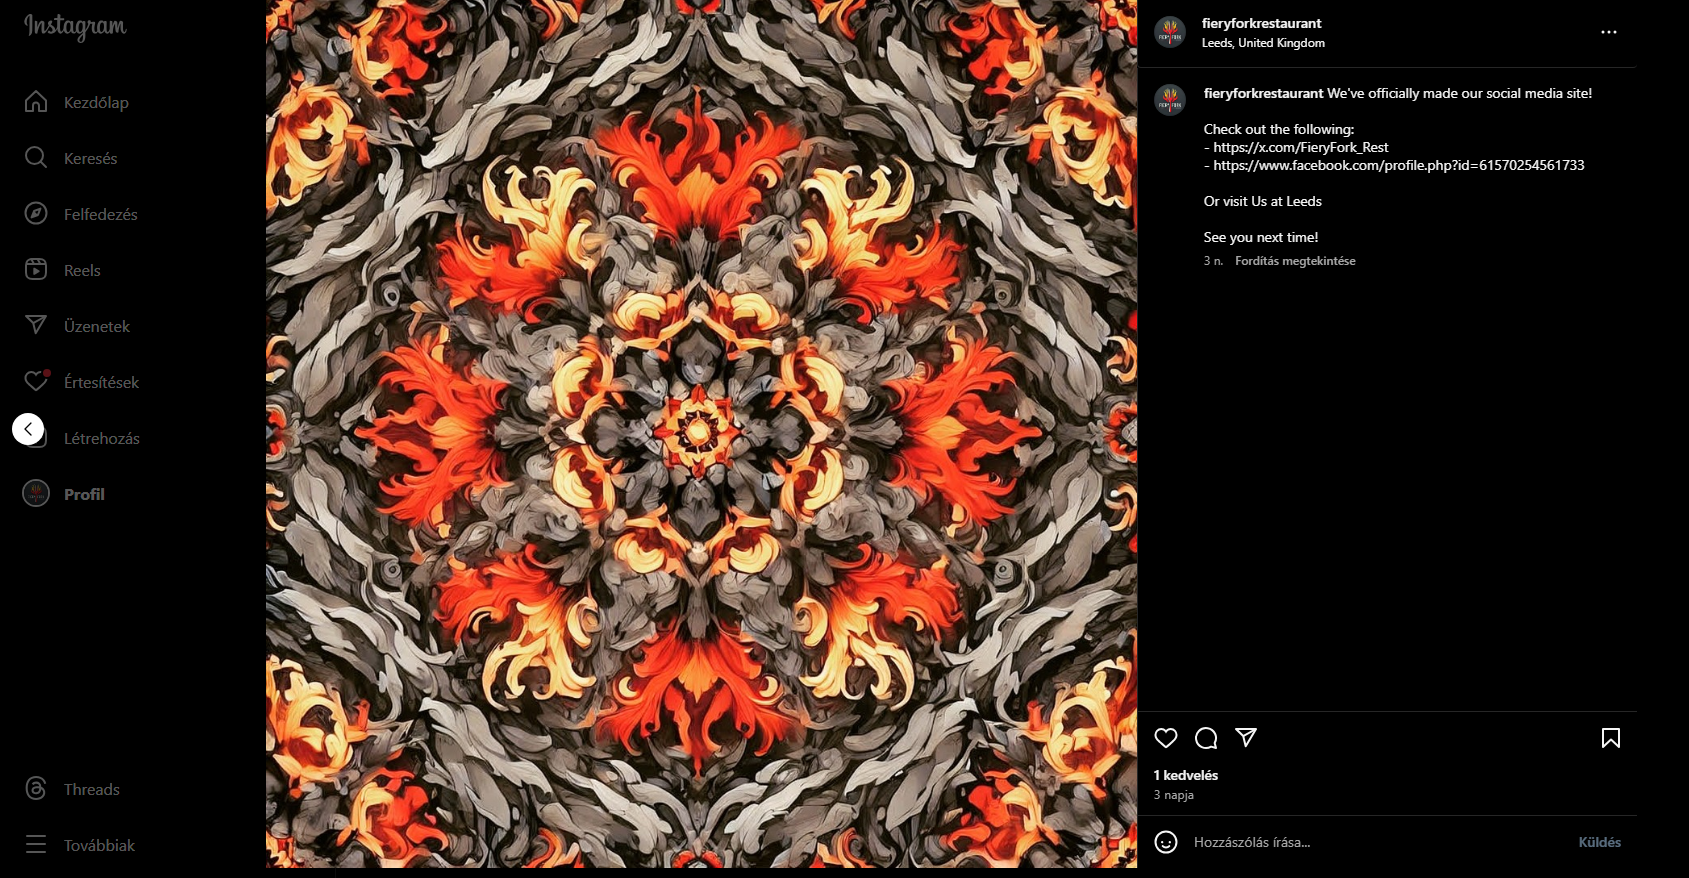 Instagram
Kezdőlap
Keresés
Felfedezés
Reels
Üzenetek
Értesítések
Létrehozás
Profil
Threads
Továbbiak
fieryforkrestaurant
Leeds, United Kingdom
fieryforkrestaurant We've officially made our social media site!
Check out the following:
- https://x.com/FieryFork_Rest
- https://www.facebook.com/profile.php?id=61570254561733
Or visit Us at Leeds
See you next time!
3 n. Fordítás megtekintése
1 kedvelés
3 napja
Hozzászólás írása...
Küldés